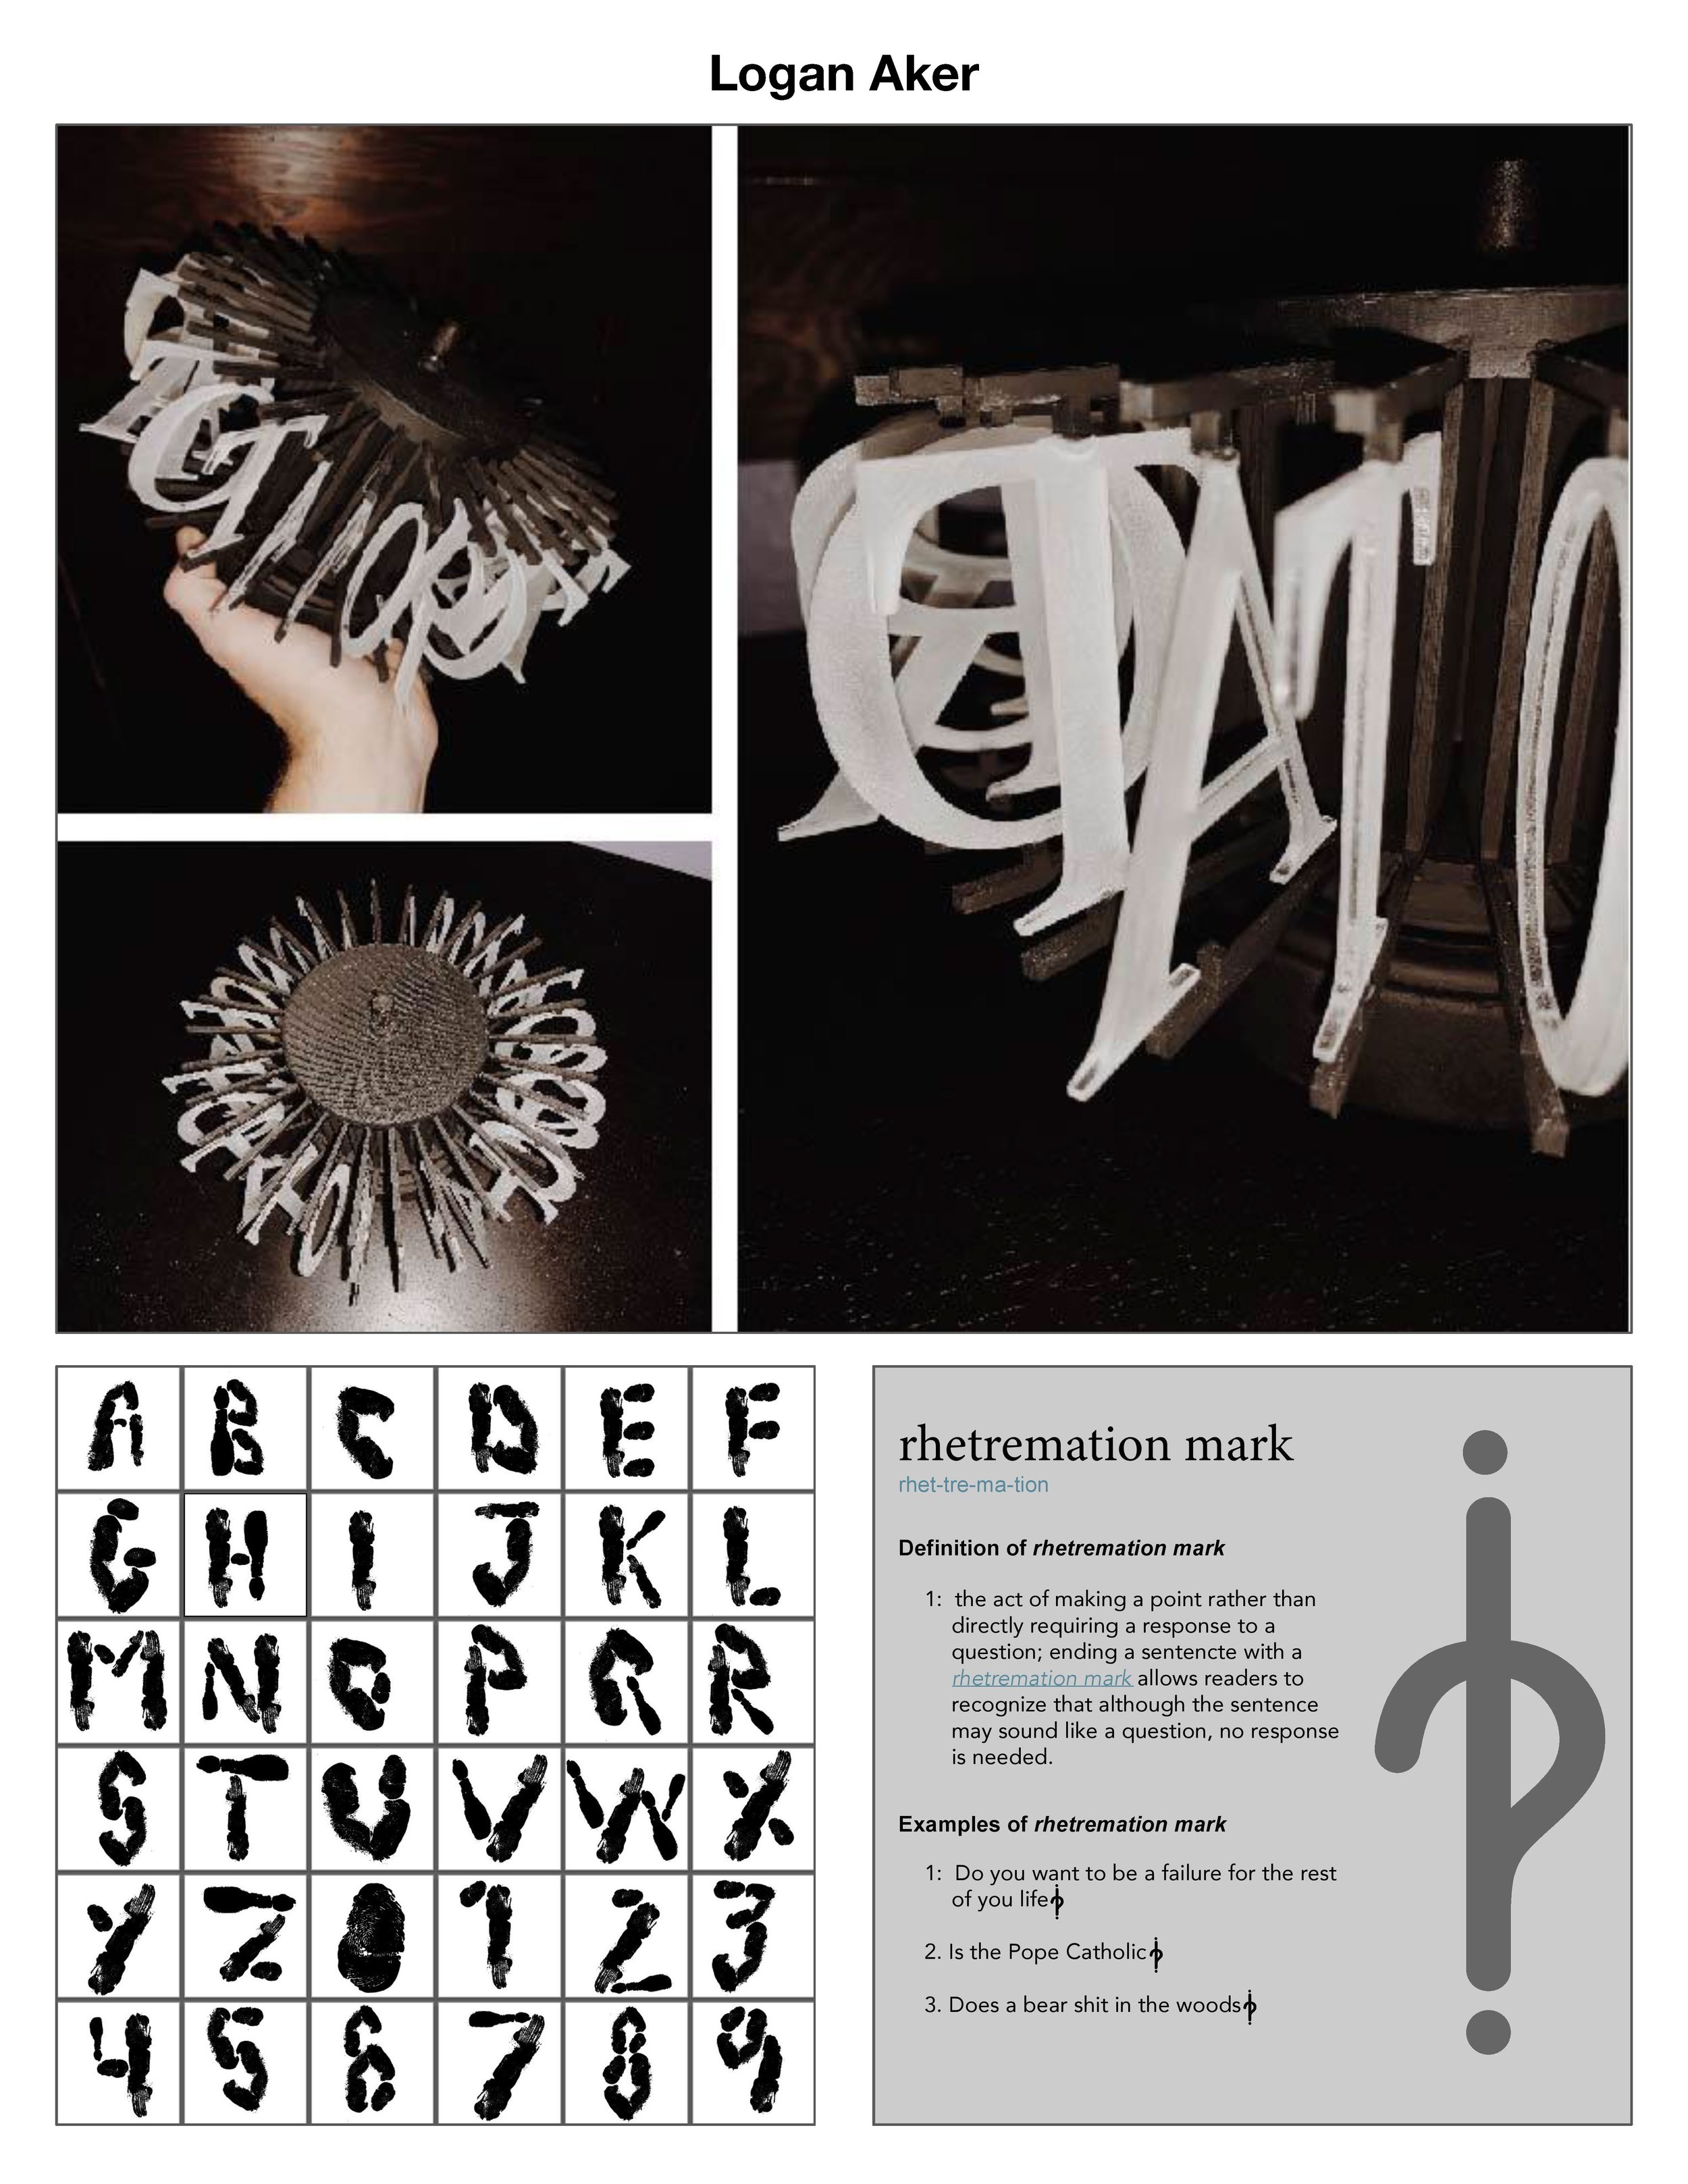 Logan Aker
A B C D E F
G H I J K L
M N O P Q R
S T U V W X
Y Z 0 1 2 3
4 5 6 7 8 9
rhetremation mark
rhet-tre-ma-tion
Definition of rhetremation mark
1: the act of making a point rather than
directly requiring a response to a
question; ending a sentencte with a
rhetremation mark allows readers to
recognize that although the sentence
may sound like a question, no response
is needed.
Examples of rhetremation mark
1: Do you want to be a failure for the rest
of you life
2. Is the Pope Catholic
3. Does a bear shit in the woods